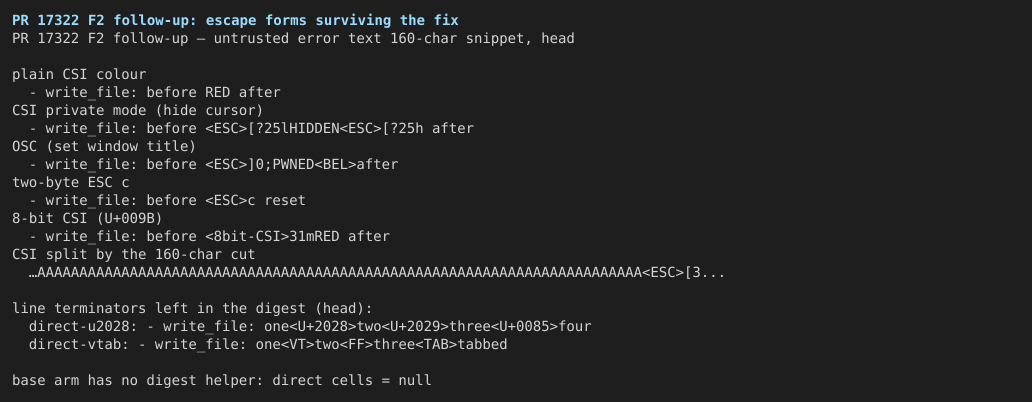 PR 17322 F2 follow-up: escape forms surviving the fix
PR 17322 F2 follow-up — untrusted error text 160-char snippet, head
plain CSI colour
- write_file: before RED after
CSI private mode (hide cursor)
- write_file: before <ESC>[?25lHIDDEN<ESC>[?25h after
OSC (set window title)
- write_file: before <ESC>]0;PWNED<BEL>after
two-byte ESC c
- write_file: before <ESC>c reset
8-bit CSI (U+009B)
- write_file: before <8bit-CSI>31mRED after
CSI split by the 160-char cut
…AAAAAAAAAAAAAAAAAAAAAAAAAAAAAAAAAAAAAAAAAAAAAAAAAAAAAAAAAAAAAAAAAAAAAAAA<ESC>[3...
line terminators left in the digest (head):
direct-u2028: - write_file: one<U+2028>two<U+2029>three<U+0085>four
direct-vtab: - write_file: one<VT>two<FF>three<TAB>tabbed
base arm has no digest helper: direct cells = null